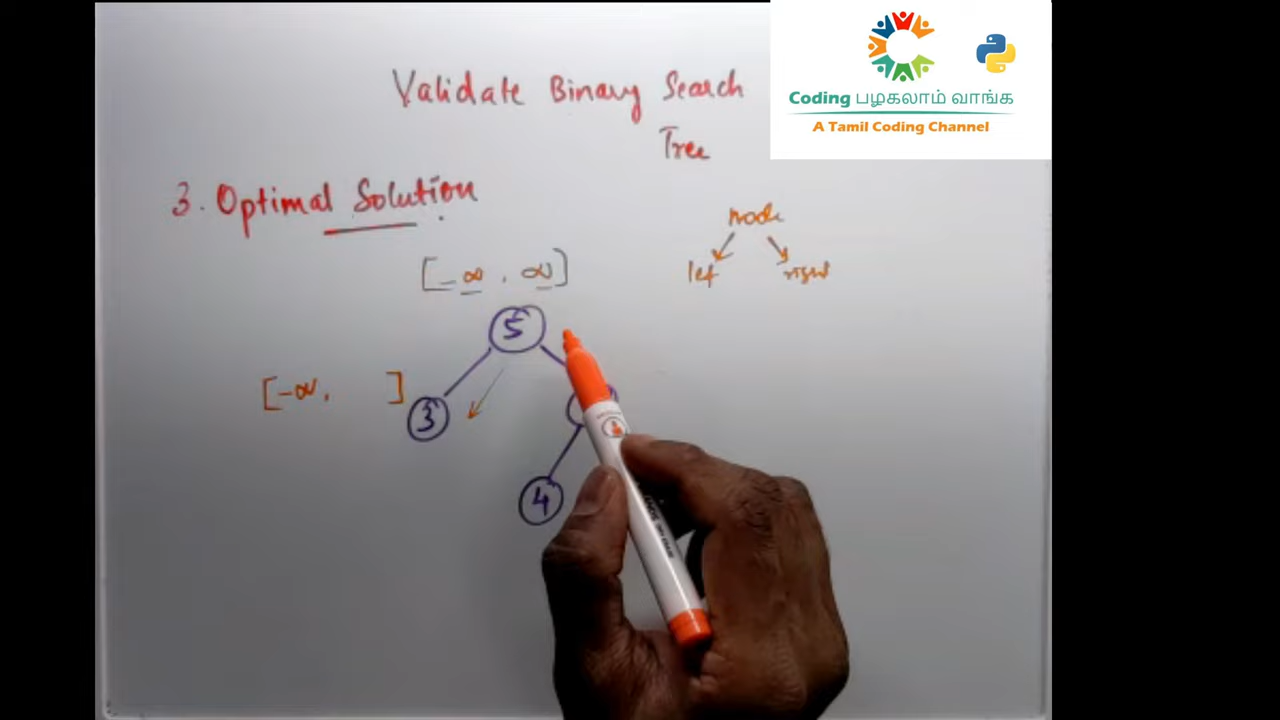 Validate Binary Search
Tree
Coding பழகலாம் வாங்க
A Tamil Coding Channel
3. Optimal Solution
Node
left
right
[-∞, ∞]
5
[-∞, ]
3
4